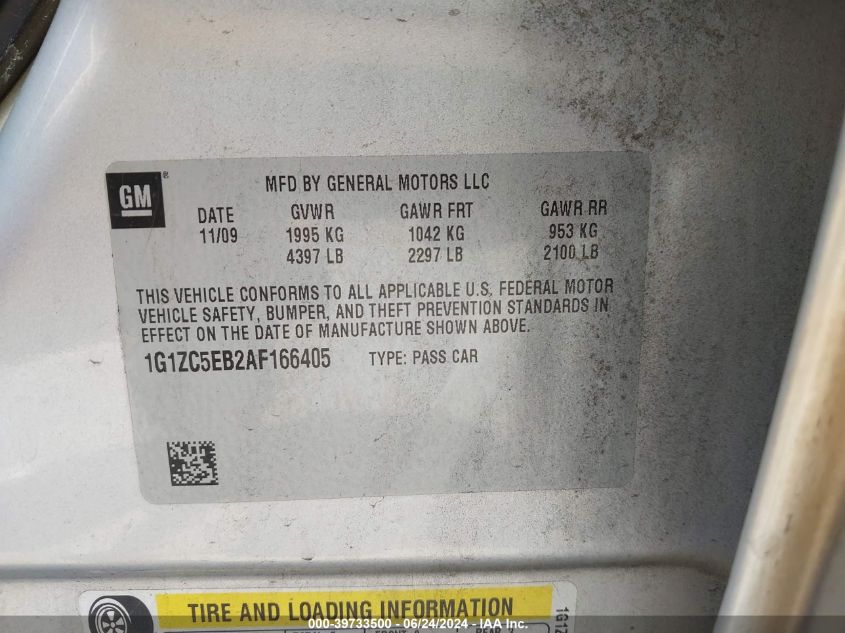 GM®
MFD BY GENERAL MOTORS LLC
DATE GVWR GAWR FRT GAWR RR
11/09 1995 KG 1042 KG 953 KG
4397 LB 2297 LB 2100 LB
THIS VEHICLE CONFORMS TO ALL APPLICABLE U.S. FEDERAL MOTOR
VEHICLE SAFETY, BUMPER, AND THEFT PREVENTION STANDARDS IN
EFFECT ON THE DATE OF MANUFACTURE SHOWN ABOVE.
1G1ZC5EB2AF166405 TYPE: PASS CAR
TIRE AND LOADING INFORMATION
1G1Z
000-39733500 - 06/24/2024 - IAA Inc.